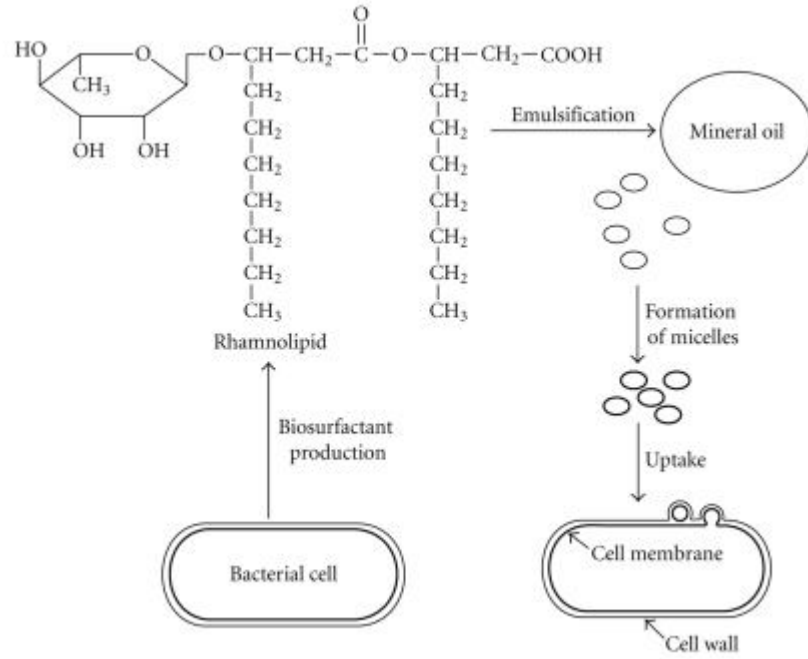 O
HO
O
O—CH—CH₂—C—O—CH—CH₂—COOH
CH₃
OH
OH
CH₂
CH₂
CH₂
CH₂
CH₂
CH₂
CH₃
CH₂
CH₂
CH₂
CH₂
CH₂
CH₂
CH₃
Rhamnolipid
Emulsification
Mineral oil
Formation
of micelles
Biosurfactant
production
Uptake
Bacterial cell
Cell membrane
Cell wall